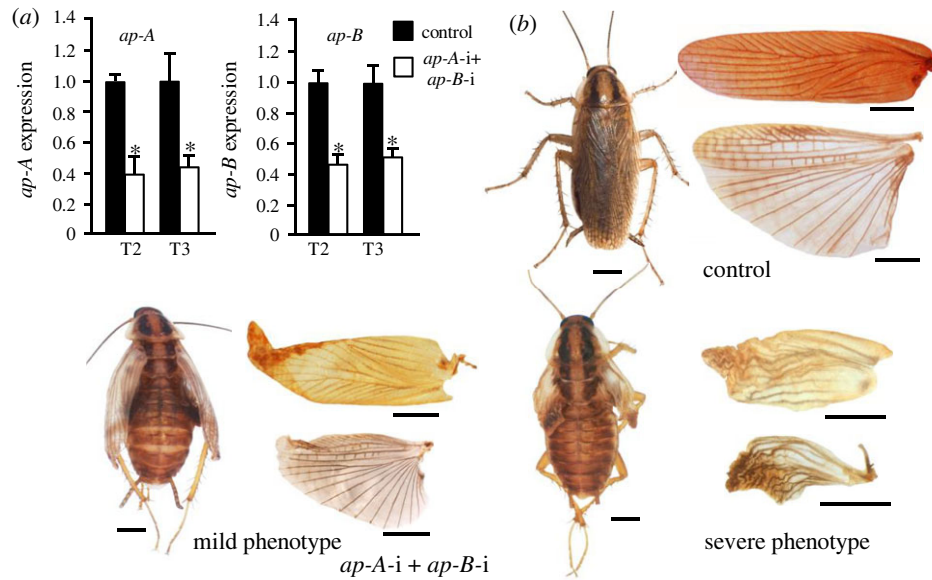 (a)
1.4
1.2
1.0
0.8
0.6
0.4
0.2
0
ap-A expression
ap-A
*
*
T2 T3
1.4
1.2
1.0
0.8
0.6
0.4
0.2
0
ap-B expression
ap-B
*
*
T2 T3
control
ap-A-i+
ap-B-i
(b)
control
mild phenotype
severe phenotype
ap-A-i + ap-B-i